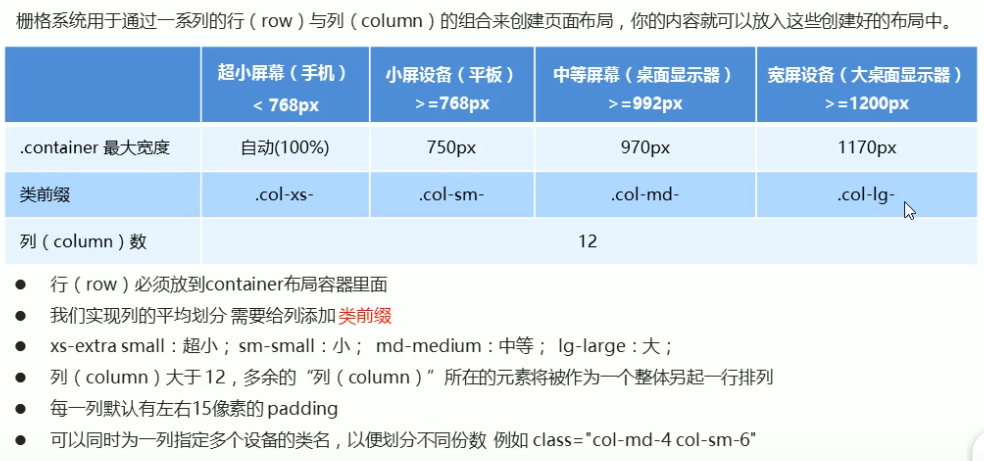 栅格系统用于通过一系列的行（row）与列（column）的组合来创建页面布局，你的内容就可以放入这些创建好的布局中。
超小屏幕（手机） 小屏设备（平板） 中等屏幕（桌面显示器） 宽屏设备（大桌面显示器）
< 768px >=768px >=992px >=1200px
.container 最大宽度 自动(100%) 750px 970px 1170px
类前缀 .col-xs- .col-sm- .col-md- .col-lg-
列（column）数 12
● 行（row）必须放到container布局容器里面
● 我们实现列的平均划分 需要给列添加 类前缀
● xs-extra small：超小； sm-small：小； md-medium：中等； lg-large：大；
● 列（column）大于 12，多余的“列（column）”所在的元素将被作为一个整体另起一行排列
● 每一列默认有左右15像素的 padding
● 可以同时为一列指定多个设备的类名，以便划分不同份数 例如 class="col-md-4 col-sm-6"